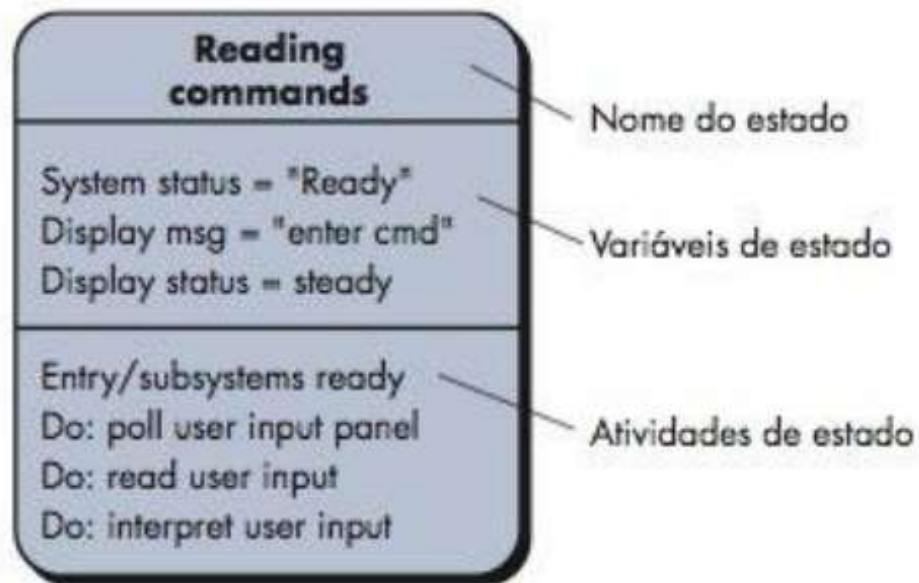 Reading
commands
Nome do estado
System status = "Ready"
Display msg = "enter cmd"
Display status = steady
Variáveis de estado
Entry/subsystems ready
Do: poll user input panel
Do: read user input
Do: interpret user input
Atividades de estado